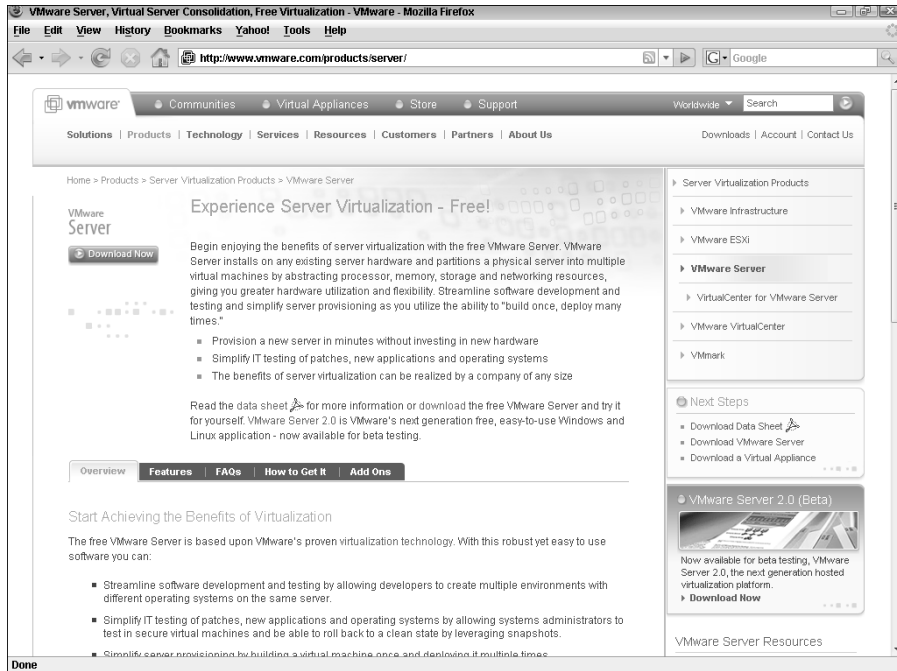 VMware Server, Virtual Server Consolidation, Free Virtualization - VMware - Mozilla Firefox
File Edit View History Bookmarks Yahoo! Tools Help
http://www.vmware.com/products/server/
G Google
vmware
Communities
Virtual Appliances
Store
Support
Worldwide
Search
Solutions | Products | Technology | Services | Resources | Customers | Partners | About Us
Downloads | Account | Contact Us
Home > Products > Server Virtualization Products > VMware Server
VMware
Server
Download Now
Experience Server Virtualization - Free!
Begin enjoying the benefits of server virtualization with the free VMware Server. VMware
Server installs on any existing server hardware and partitions a physical server into multiple
virtual machines by abstracting processor, memory, storage and networking resources,
giving you greater hardware utilization and flexibility. Streamline software development and
testing and simplify server provisioning as you utilize the ability to "build once, deploy many
times."
Provision a new server in minutes without investing in new hardware
Simplify IT testing of patches, new applications and operating systems
The benefits of server virtualization can be realized by a company of any size
Read the data sheet for more information or download the free VMware Server and try it
for yourself. VMware Server 2.0 is VMware's next generation free, easy-to-use Windows and
Linux application - now available for beta testing.
Overview | Features | FAQs | How to Get It | Add Ons
Start Achieving the Benefits of Virtualization
The free VMware Server is based upon VMware's proven virtualization technology. With this robust yet easy to use
software you can:
Streamline software development and testing by allowing developers to create multiple environments with
different operating systems on the same server.
Simplify IT testing of patches, new applications and operating systems by allowing systems administrators to
test in secure virtual machines and be able to roll back to a clean state by leveraging snapshots.
Simplify server provisioning by building a virtual machine once and deploying it multiple times.
Server Virtualization Products
VMware Infrastructure
VMware ESXi
VMware Server
VirtualCenter for VMware Server
VMware VirtualCenter
VMmark
Next Steps
Download Data Sheet
Download VMware Server
Download a Virtual Appliance
VMware Server 2.0 (Beta)
Now available for beta testing, VMware
Server 2.0, the next generation hosted
virtualization platform.
Download Now
VMware Server Resources
Done